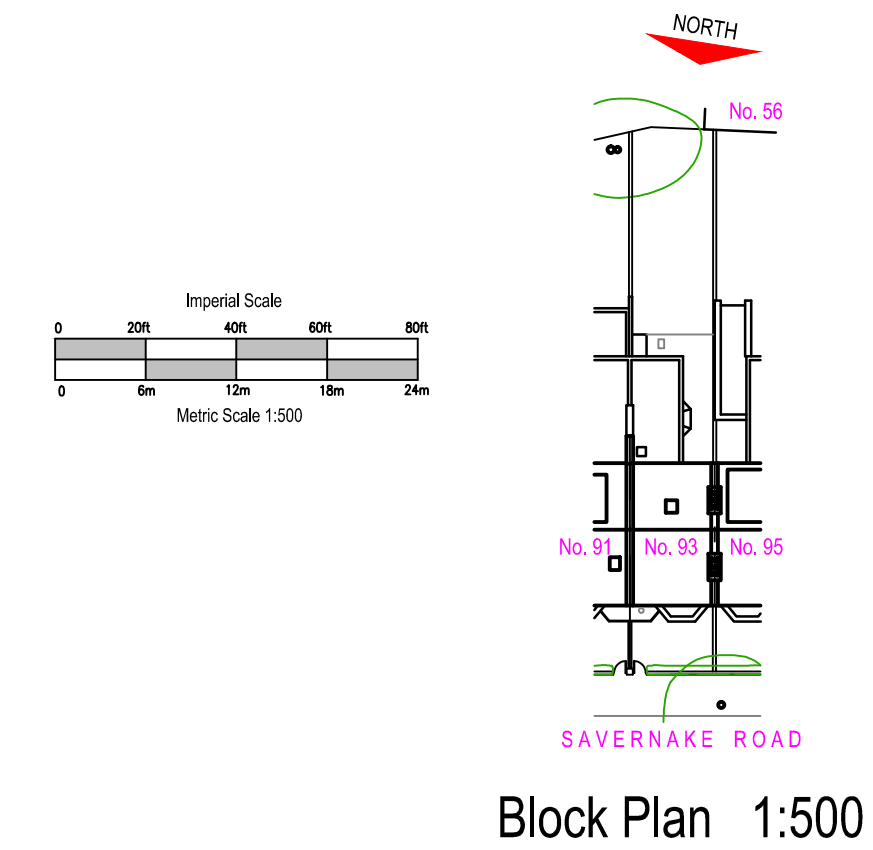 NORTH
No. 56
Imperial Scale
0 20ft 40ft 60ft 80ft
0 6m 12m 18m 24m
Metric Scale 1:500
No. 91 No. 93 No. 95
SAVERNAKE ROAD
Block Plan 1:500